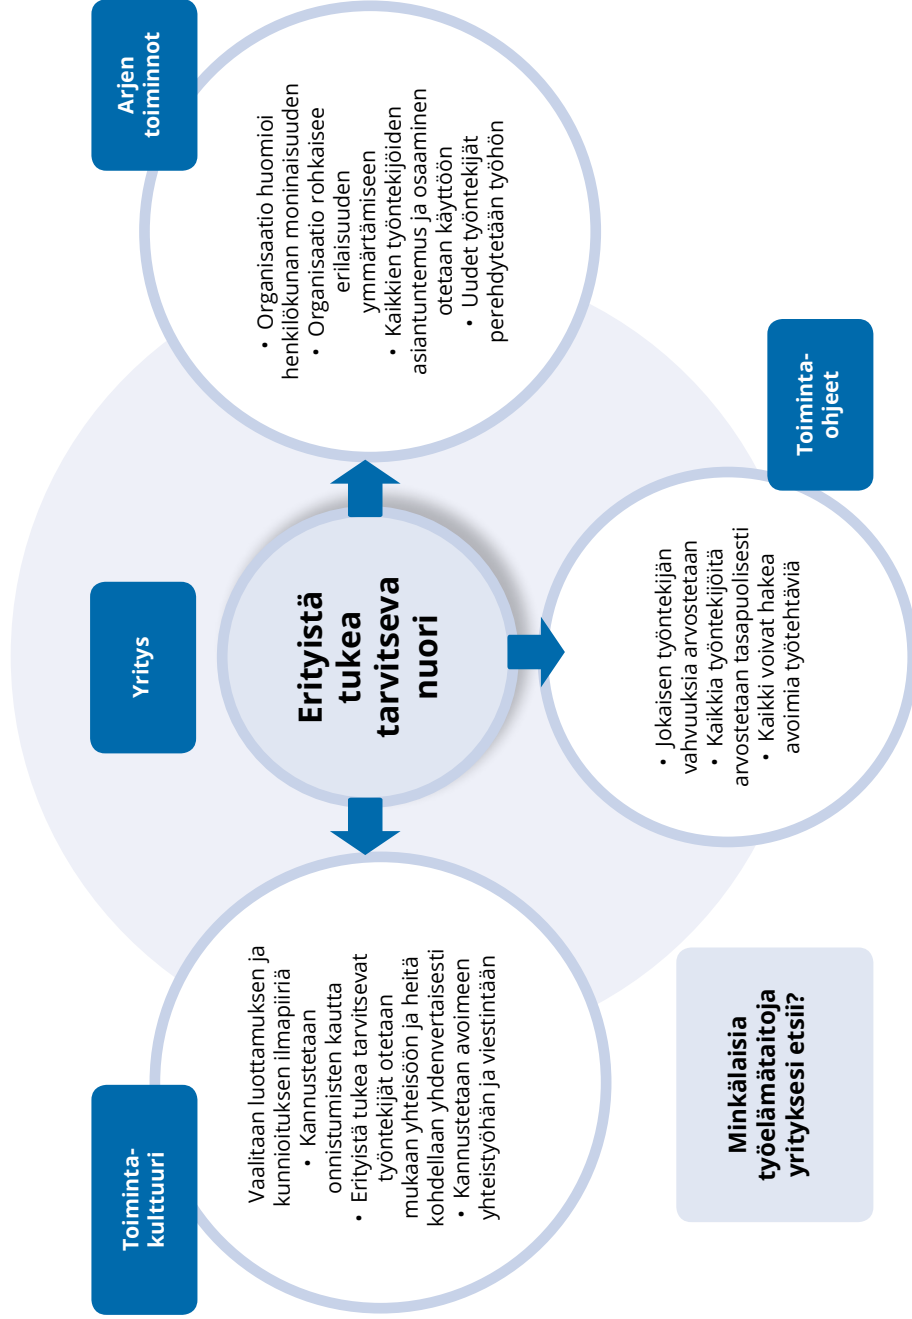 Toiminta-
kulttuuri
Vaalitaan luottamuksen ja
kunnioituksen ilmapiiriä
• Kannustetaan
onnistumisten kautta
• Erityistä tukea tarvitsevat
työntekijät otetaan
mukaan yhteisöön ja heitä
kohdellaan yhdenvertaisesti
• Kannustetaan avoimeen
yhteistyöhän ja viestintään
Yritys
Erityistä
tukea
tarvitseva
nuori
Arjen
toiminnot
• Organisaatio huomioi
henkilökunan moninaisuuden
• Organisaatio rohkaisee
erilaisuuden
ymmärtämiseen
• Kaikkien työntekijöiden
asiantuntemus ja osaaminen
otetaan käyttöön
• Uudet työntekijät
perehdytetään työhön
Toiminta-
ohjeet
• Jokaisen työntekijän
vahvuuksia arvostetaan
• Kaikkia työntekijöitä
arvostetaan tasapuolisesti
• Kaikki voivat hakea
avoimia työtehtäviä
Minkälaisia
työelämätaitoja
yrityksesi etsii?